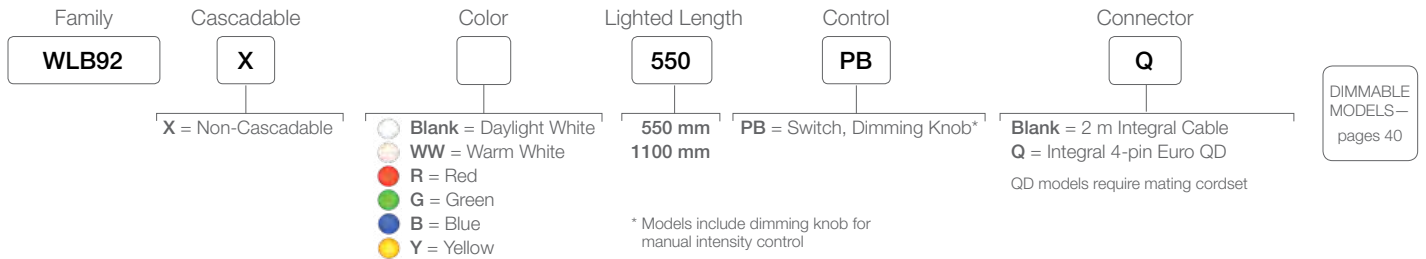 Family
Cascadable
Color
Lighted Length
Control
Connector
WLB92
X
550
PB
Q
X = Non-Cascadable
Blank = Daylight White
WW = Warm White
R = Red
G = Green
B = Blue
Y = Yellow
550 mm
1100 mm
PB = Switch, Dimming Knob*
* Models include dimming knob for
manual intensity control
Blank = 2 m Integral Cable
Q = Integral 4-pin Euro QD
QD models require mating cordset
DIMMABLE
MODELS—
pages 40